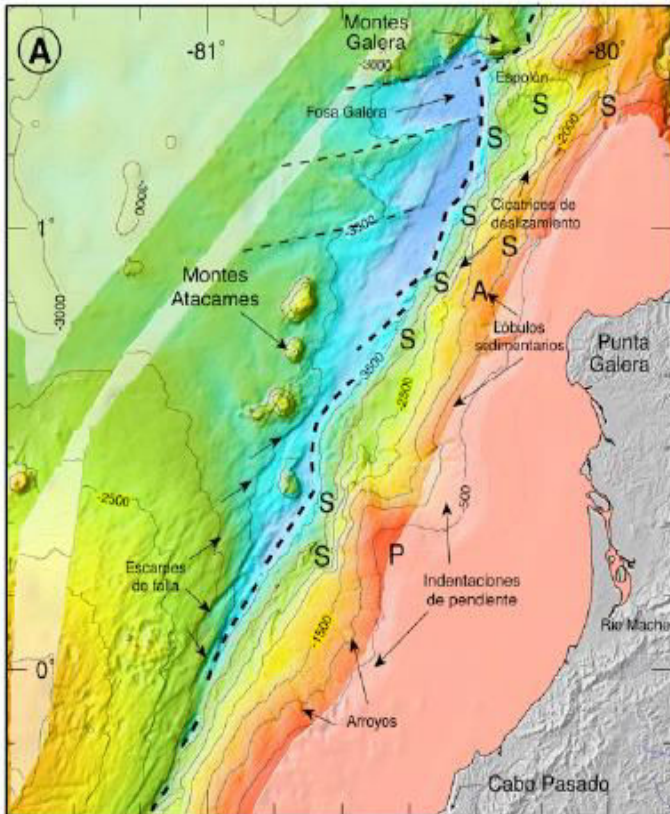 A
-81°
Montes
Galera
-80°
-3000
Espolón
Fosa Galera
S
S
S
-2000
-3000
1°
-3500
Cicatrices de
deslizamiento
S
S
Montes
Atacames
S
A
-3000
Lóbulos
sedimentarios
Punta
Galera
S
-3500
-2500
-2500
-500
S
S
P
Escarpes
de falla
Indentaciones
de pendiente
-1500
Rio Mache
0°
Arroyos
Cabo Pasado